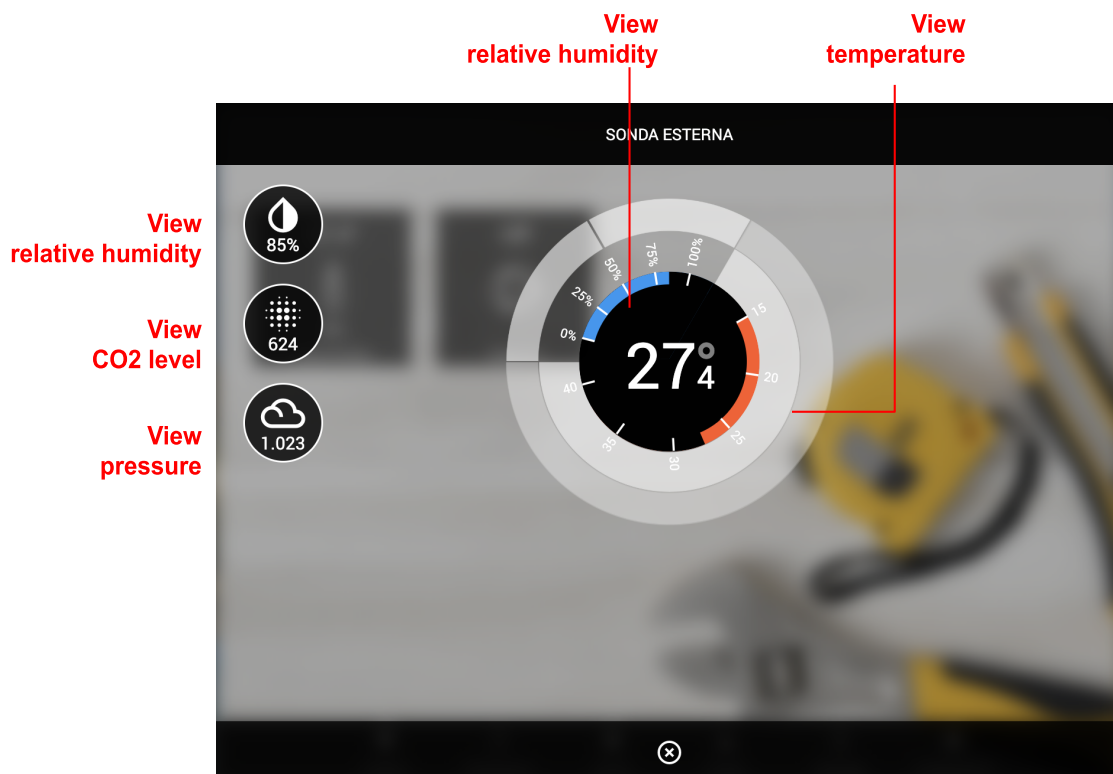 View
relative humidity
View
temperature
SONDA ESTERNA
View
relative humidity
85%
View
CO2 level
624
View
pressure
1.023
0%
25%
50%
75%
100%
15
20
25
30
35
40
27°4